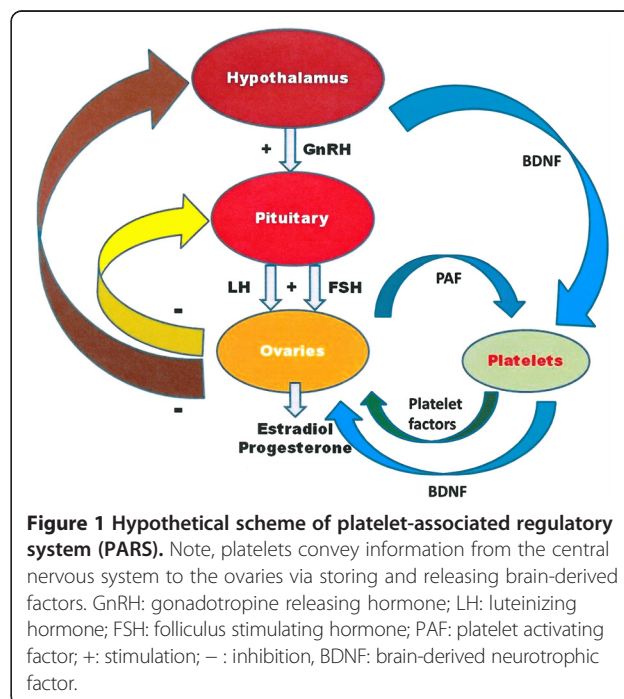 Hypothalamus
+ GnRH
BDNF
Pituitary
LH + FSH
PAF
-
Ovaries
Platelets
-
Platelet
factors
Estradiol
Progesterone
BDNF
Figure 1 Hypothetical scheme of platelet-associated regulatory
system (PARS). Note, platelets convey information from the central
nervous system to the ovaries via storing and releasing brain-derived
factors. GnRH: gonadotropine releasing hormone; LH: luteinizing
hormone; FSH: folliculus stimulating hormone; PAF: platelet activating
factor; +: stimulation; − : inhibition, BDNF: brain-derived neurotrophic
factor.